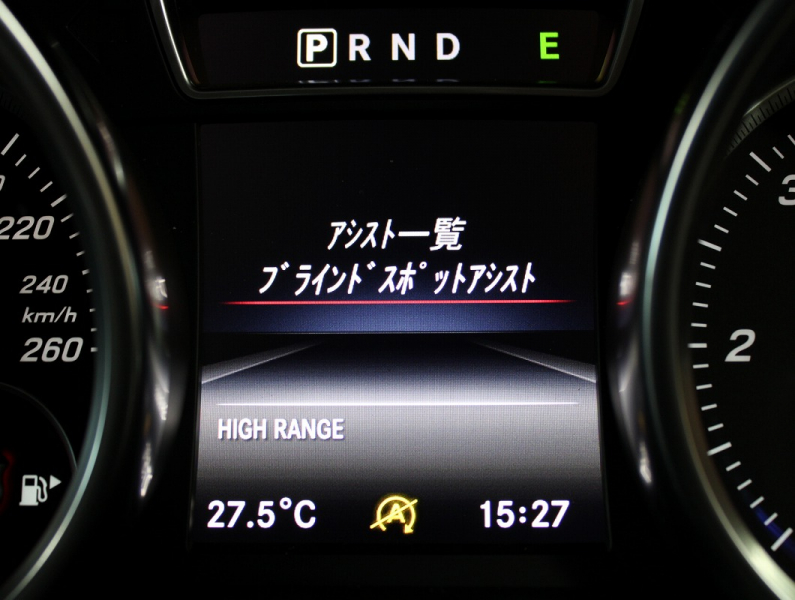 P R N D E
アシスト一覧
ブラインドスポットアシスト
220
240
km/h
260
2
3
HIGH RANGE
27.5°C A 15:27